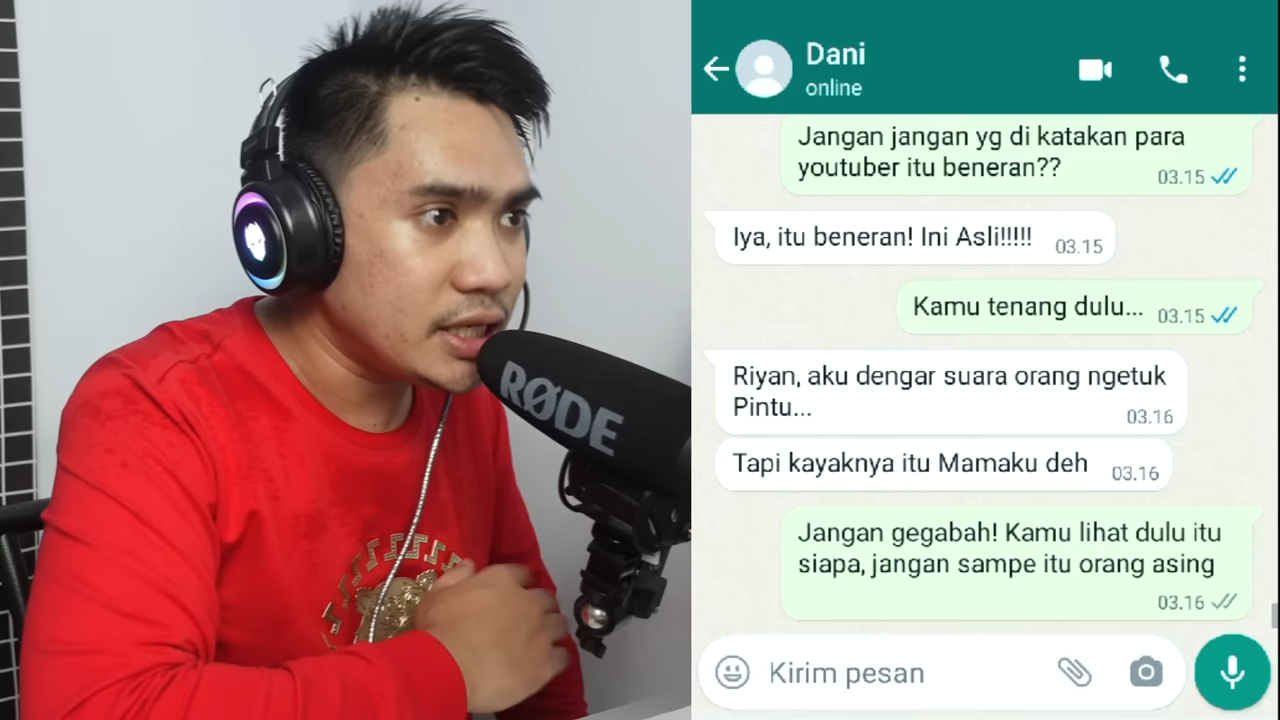 RØDE
Dani
online
Jangan jangan yg di katakan para
youtuber itu beneran??
03.15
Iya, itu beneran! Ini Asli!!!!!
03.15
Kamu tenang dulu...
03.15
Riyan, aku dengar suara orang ngetuk
Pintu...
03.16
Tapi kayaknya itu Mamaku deh
03.16
Jangan gegabah! Kamu lihat dulu itu
siapa, jangan sampe itu orang asing
03.16
Kirim pesan